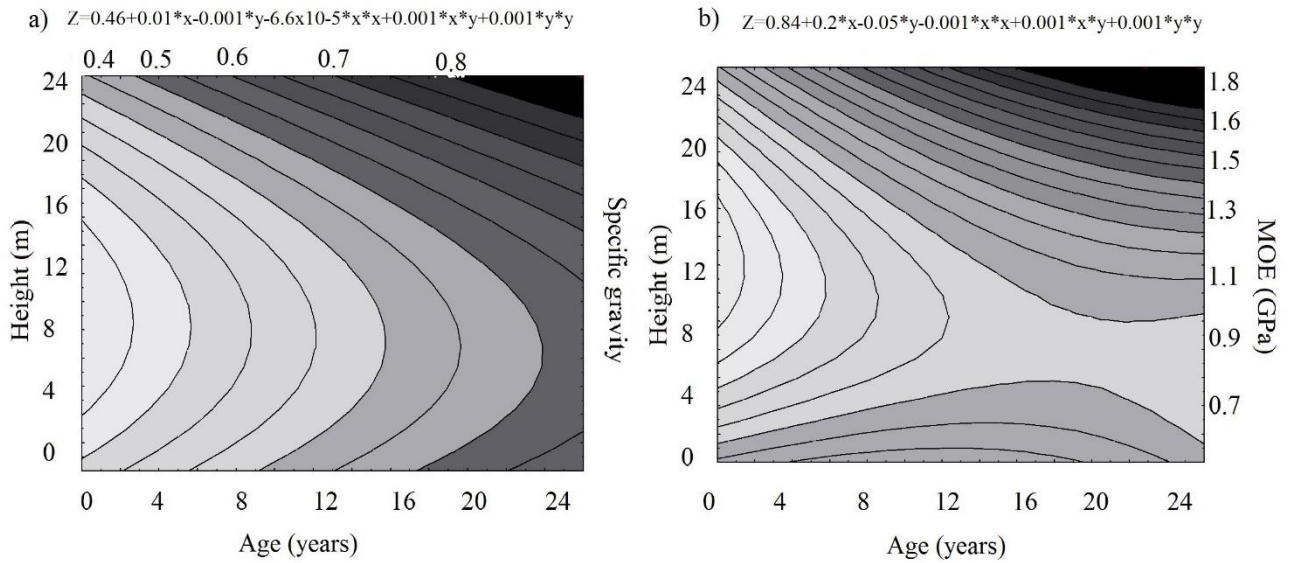 a) Z=0.46+0.01*x-0.001*y-6.6x10-5*x*x+0.001*x*y+0.001*y*y
0.4 0.5 0.6 0.7 0.8
24
20
16
12
8
4
0
Height (m)
0 4 8 12 16 20 24
Age (years)
Specific gravity
b) Z=0.84+0.2*x-0.05*y-0.001*x*x+0.001*x*y+0.001*y*y
24
20
16
12
8
4
0
Height (m)
0 4 8 12 16 20 24
Age (years)
1.8
1.6
1.5
1.3
1.1
0.9
0.7
MOE (GPa)